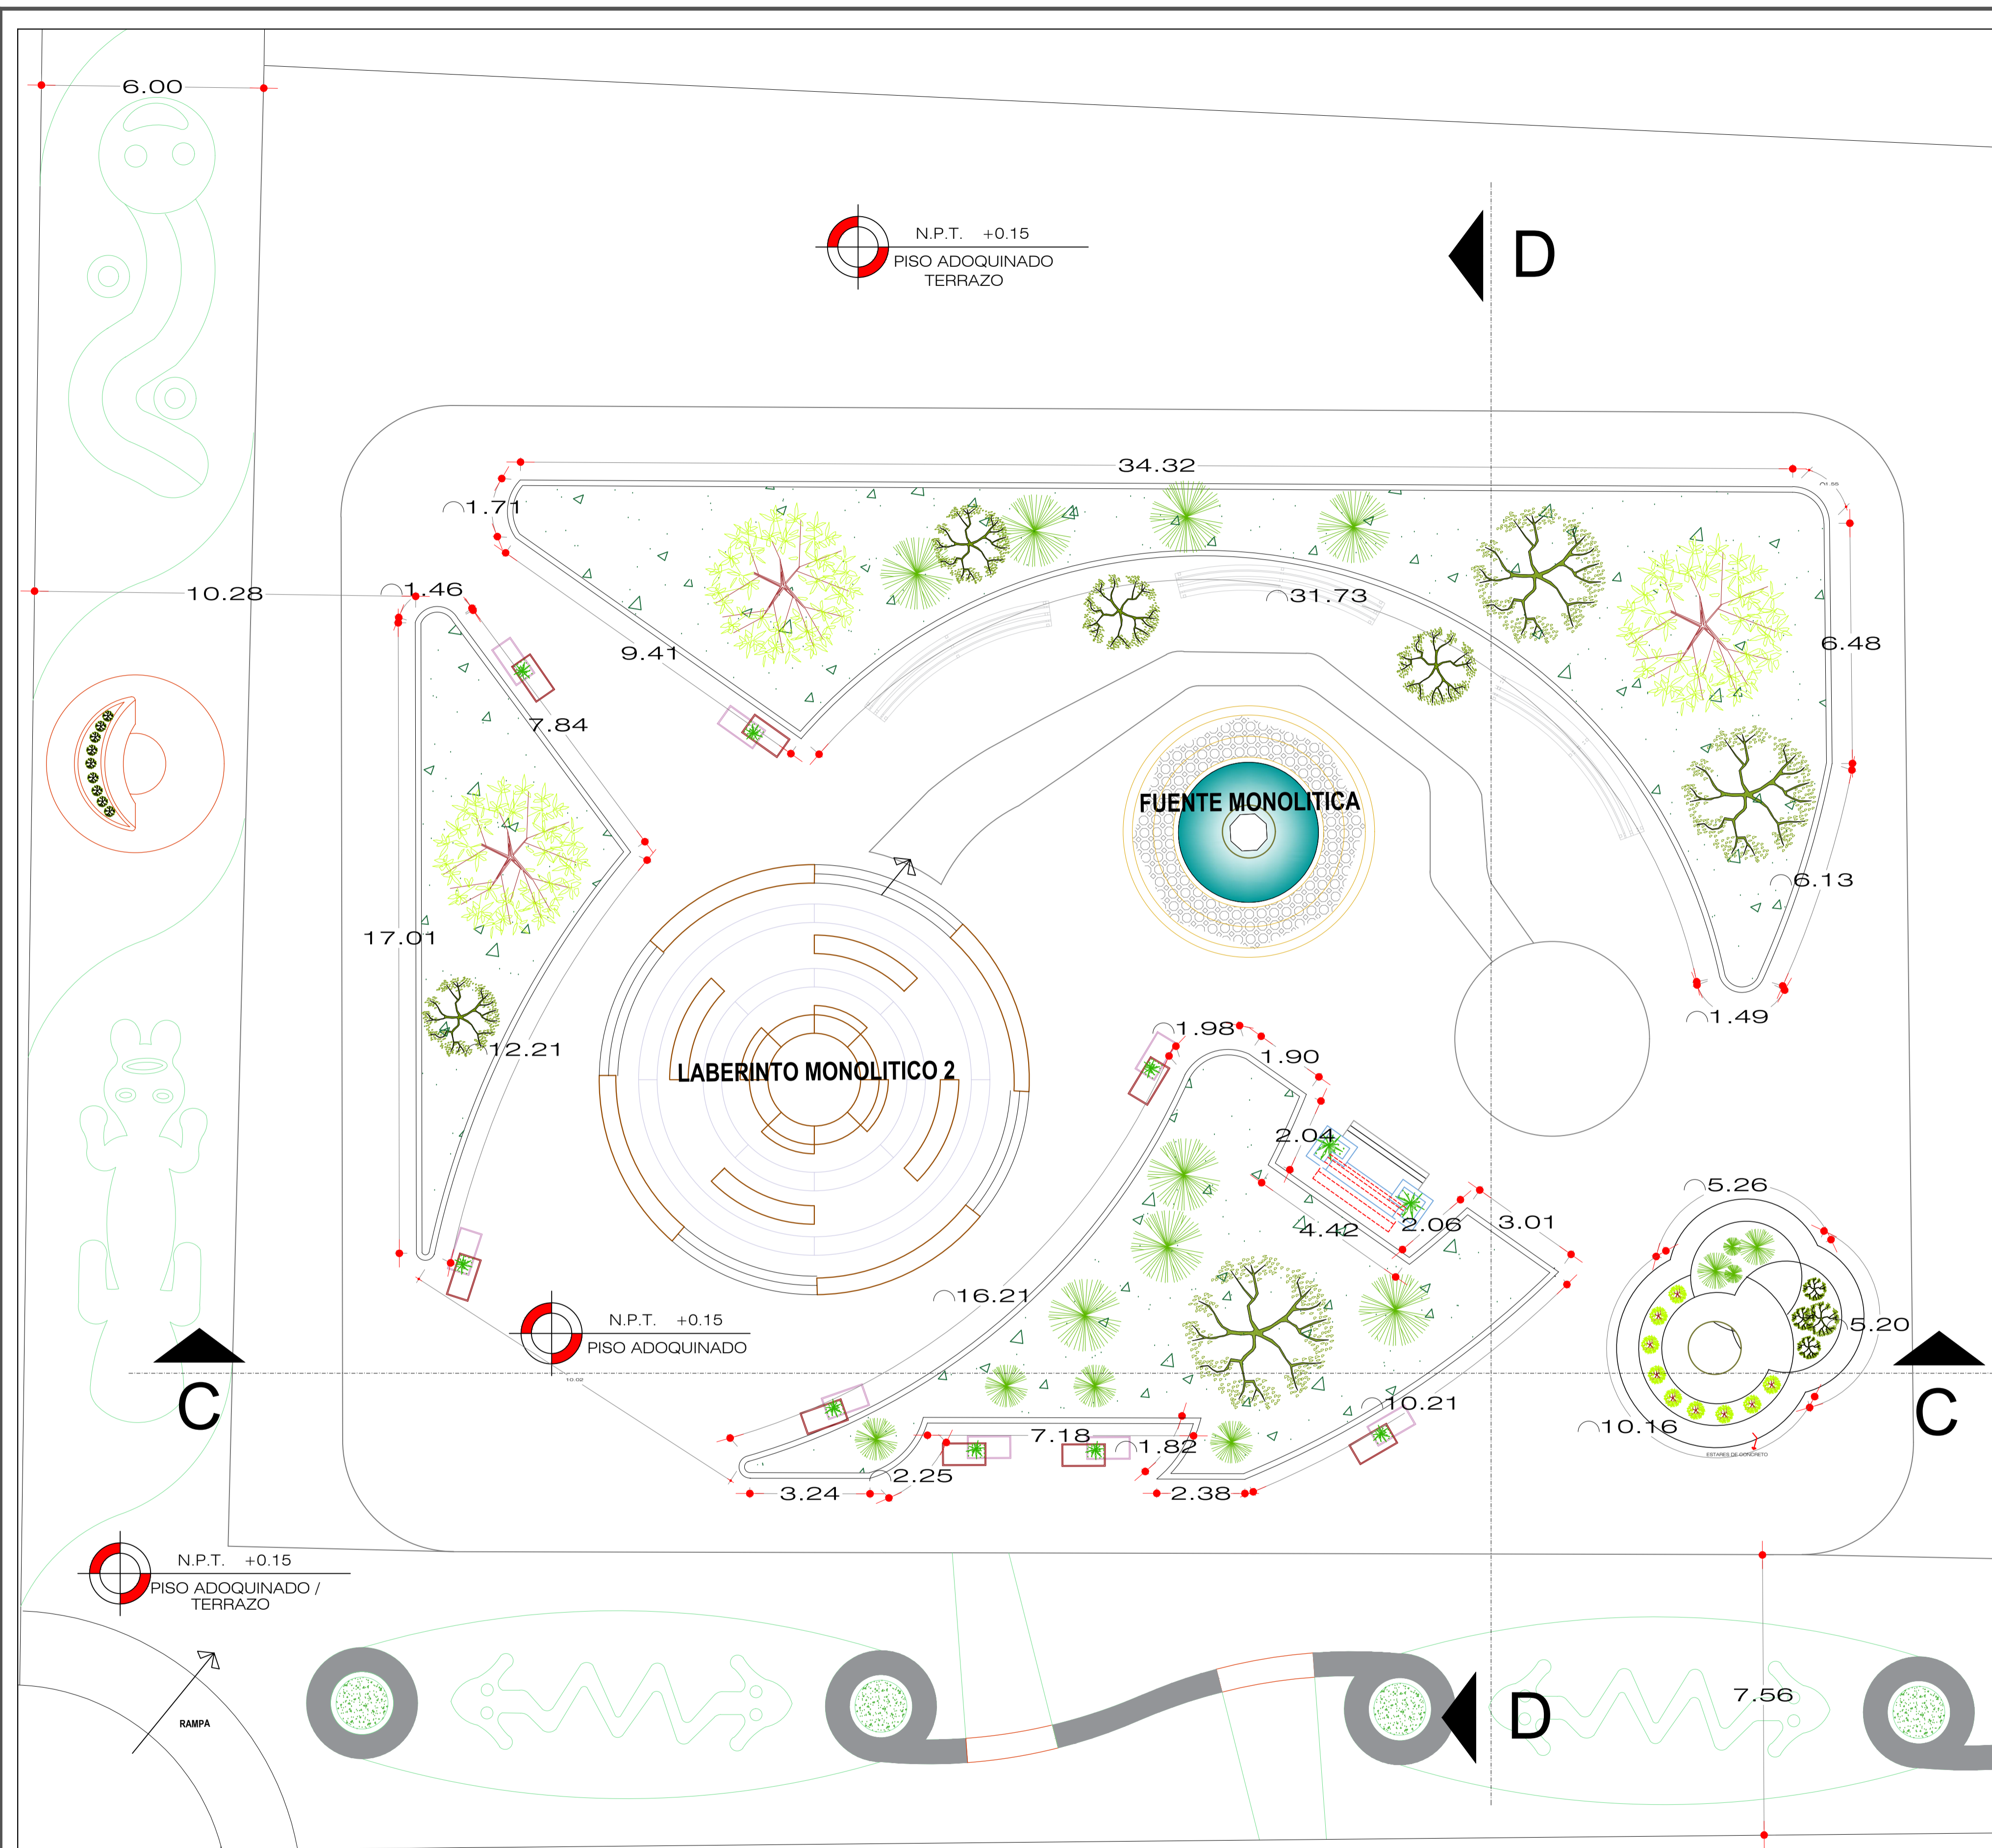 6.00
N.P.T. +0.15
PISO ADOQUINADO
TERRAZO
D
34.32
1.71
10.28
1.46
31.73
9.41
6.48
7.84
FUENTE MONOLITICA
6.13
17.01
1.49
1.98
12.21
1.90
LABERINTO MONOLITICO 2
2.04
5.26
4.42
2.06
3.01
16.21
N.P.T. +0.15
PISO ADOQUINADO
5.20
C
10.21
C
10.16
7.18
1.82
ESTARES DE CONCRETO
2.25
3.24
2.38
N.P.T. +0.15
PISO ADOQUINADO /
TERRAZO
7.56
D
RAMPA